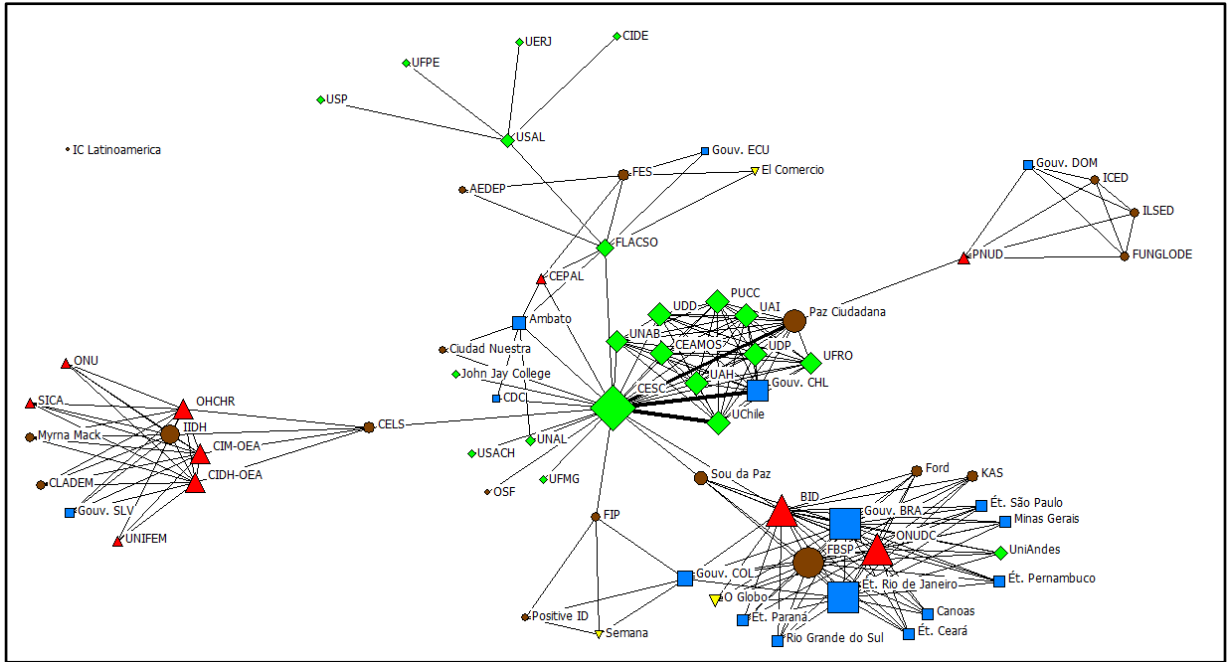 UERJ
CIDE
UFPE
USP
USAL
IC Latinoamerica
Gouv. ECU
El Comercio
FES
AEDEP
Gouv. DOM
ICED
ILSED
FUNGLODE
PNUD
FLACSO
CEPAL
PUCC
UDD
UAI
Paz Ciudadana
Ambato
UNAB
CEAMOS
UDP
UFRO
Ciudad Nuestra
John Jay College
UAH
Gouv. CHL
CESC
CDC
UChile
ONU
SICA
OHCHR
Myrna Mack
IIDH
CELS
CIM-OEA
CIDH-OEA
CLADEM
Gouv. SLV
UNIFEM
UNAL
USACH
UFMG
OSF
FIP
Sou da Paz
Ford
KAS
BID
Gouv. BRA
Ét. São Paulo
Minas Gerais
ONUDC
FBSP
UniAndes
Gouv. COL
Ét. Rio de Janeiro
Ét. Pernambuco
O Globo
Positive ID
Semana
Ét. Paraná
Rio Grande do Sul
Canoas
Ét. Ceará